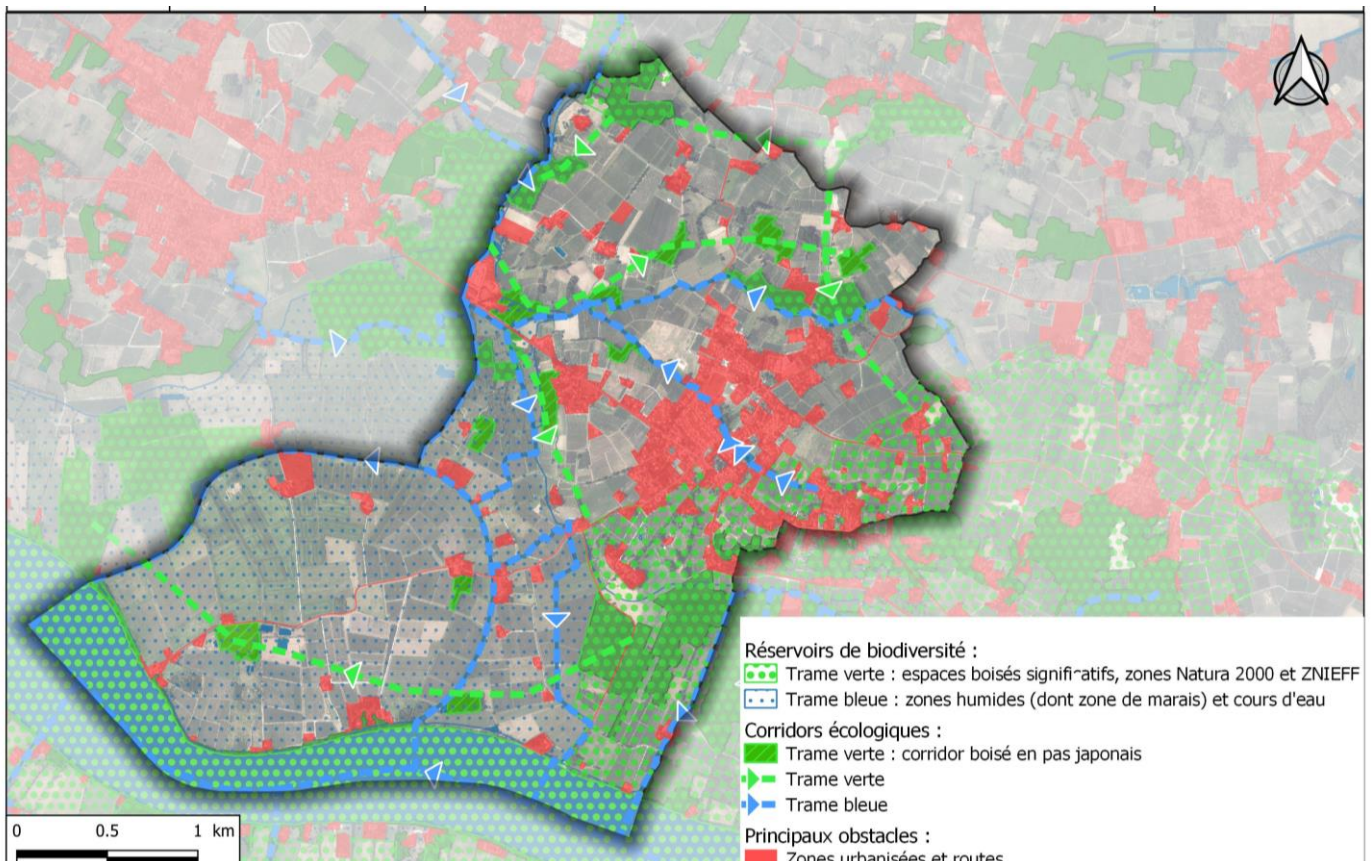 Réservoirs de biodiversité :
Trame verte : espaces boisés significatifs, zones Natura 2000 et ZNIEFF
Trame bleue : zones humides (dont zone de marais) et cours d'eau
Corridors écologiques :
Trame verte : corridor boisé en pas japonais
Trame verte
Trame bleue
Principaux obstacles :
Zones urbanisées et routes
0 0.5 1 km